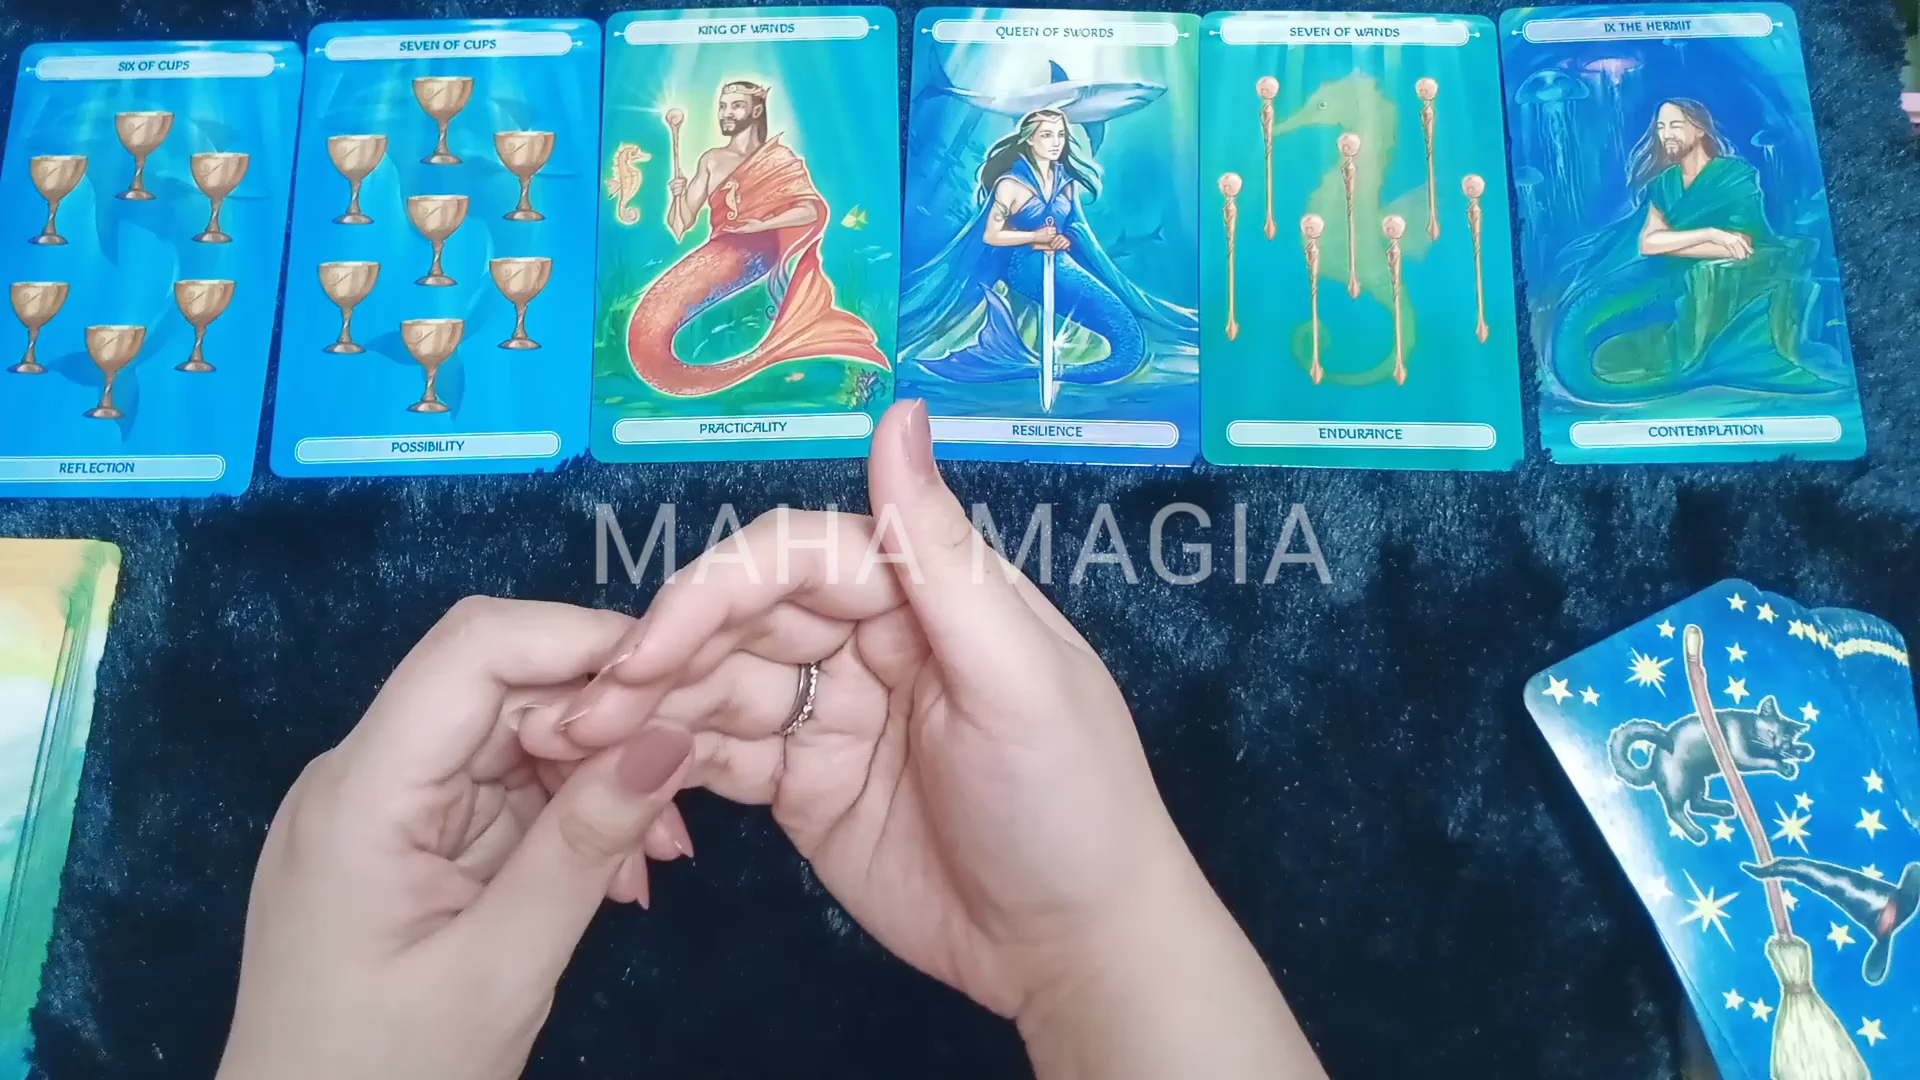 SIX OF CUPS
SEVEN OF CUPS
KING OF WANDS
QUEEN OF SWORDS
SEVEN OF WANDS
IX THE HERMIT
REFLECTION
POSSIBILITY
PRACTICALITY
RESILIENCE
ENDURANCE
CONTEMPLATION
MAHA MAGIA